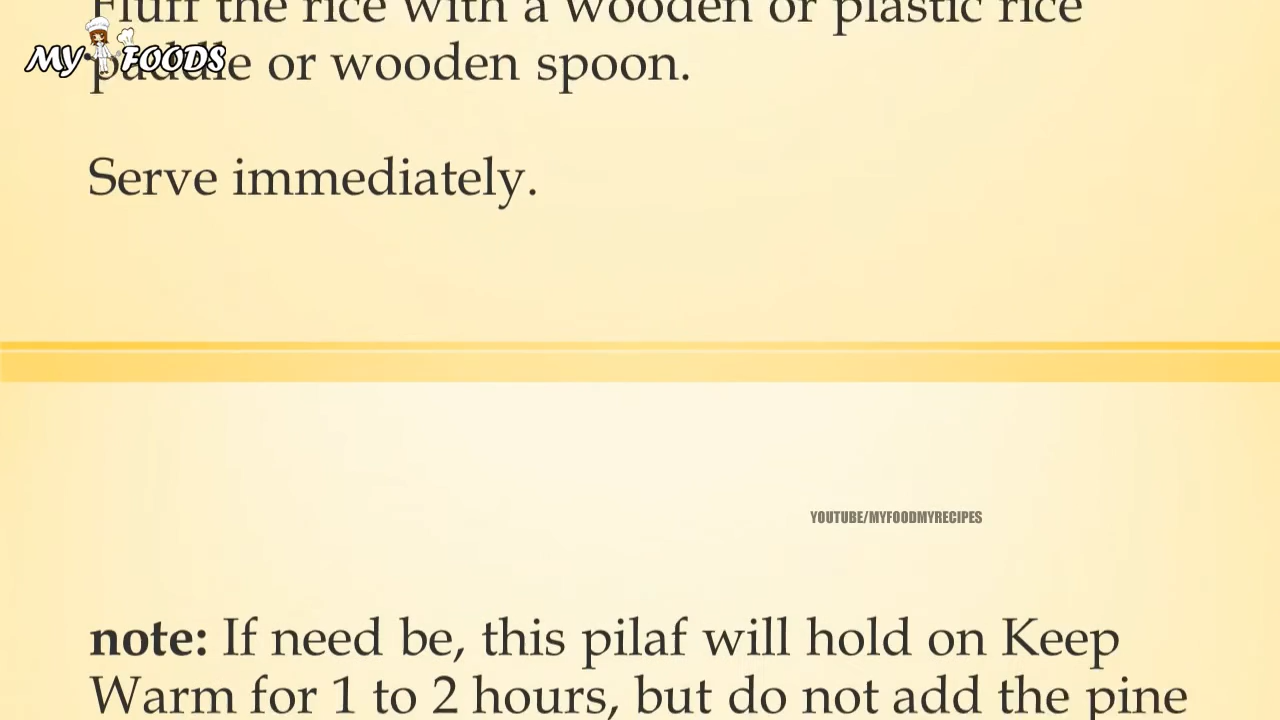 Fluff the rice with a wooden or plastic rice
MY FOODS
paddle or wooden spoon.
Serve immediately.
YOUTUBE/MYFOODMYRECIPES
note: If need be, this pilaf will hold on Keep
Warm for 1 to 2 hours, but do not add the pine